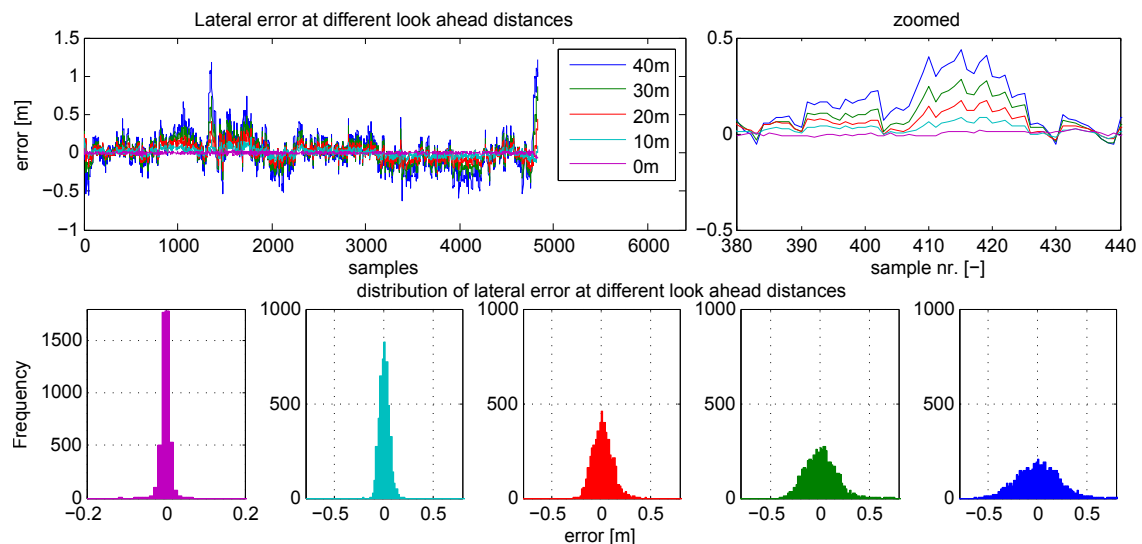 Lateral error at different look ahead distances
zoomed
error [m]
1.5
1
0.5
0
−0.5
−1
0 1000 2000 3000 4000 5000 6000
samples
40m
30m
20m
10m
0m
0.5
0
−0.5
380 390 400 410 420 430 440
sample nr. [−]
distribution of lateral error at different look ahead distances
Frequency
1500
1000
500
0
−0.2 0 0.2
1000
500
0
−0.5 0 0.5
1000
500
0
−0.5 0 0.5
1000
500
0
−0.5 0 0.5
1000
500
0
−0.5 0 0.5
error [m]